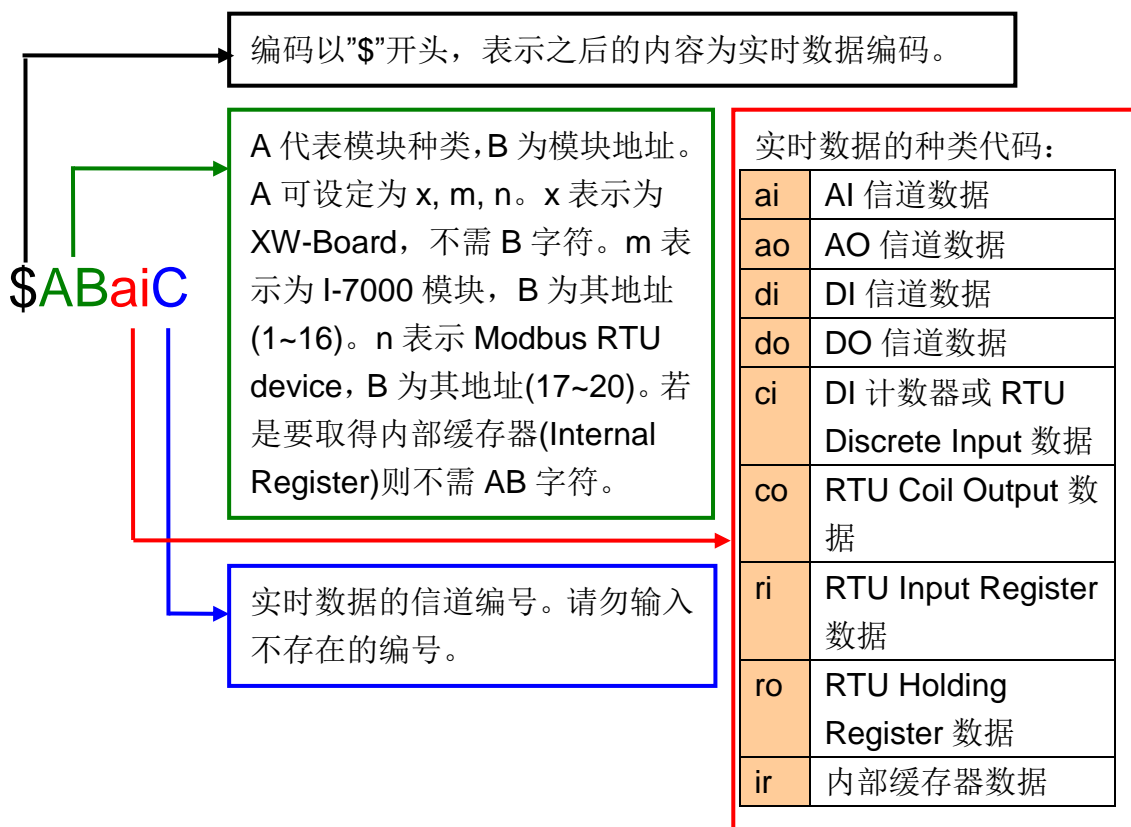 编码以”$”开头，表示之后的内容为实时数据编码。
A 代表模块种类，B 为模块地址。
A 可设定为 x, m, n。x 表示为
XW-Board，不需 B 字符。m 表
示为 I-7000 模块，B 为其地址
(1~16)。n 表示 Modbus RTU
device，B 为其地址(17~20)。若
是要取得内部缓存器(Internal
Register)则不需 AB 字符。
$ABaiC
实时数据的信道编号。请勿输入
不存在的编号。
实时数据的种类代码：
ai AI 信道数据
ao AO 信道数据
di DI 信道数据
do DO 信道数据
ci DI 计数器或 RTU
Discrete Input 数据
co RTU Coil Output 数
据
ri RTU Input Register
数据
ro RTU Holding
Register 数据
ir 内部缓存器数据